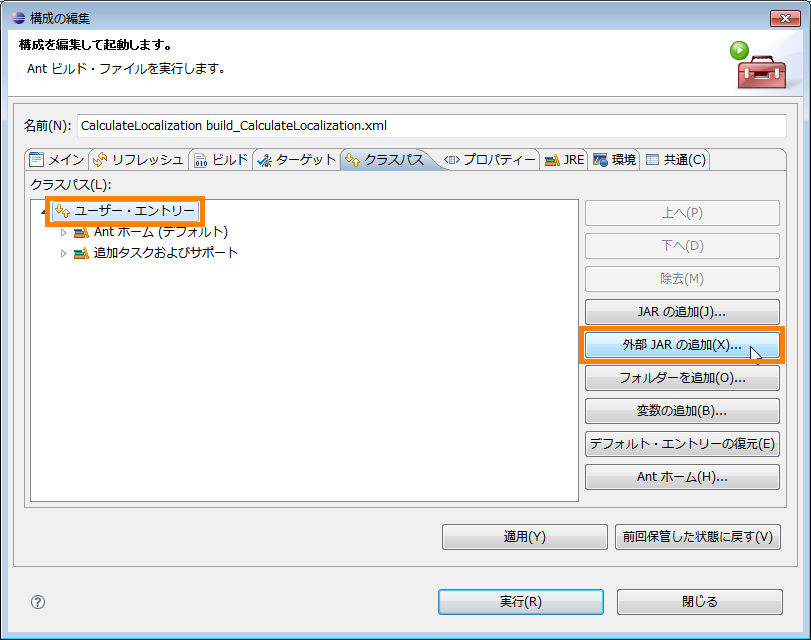 構成の編集
構成を編集して起動します。
Ant ビルド・ファイルを実行します。
名前(N): CalculateLocalization build_CalculateLocalization.xml
メイン リフレッシュ ビルド ターゲット クラスパス プロパティー JRE 環境 共通(C)
クラスパス(L):
ユーザー・エントリー
Ant ホーム (デフォルト)
追加タスクおよびサポート
上へ(P)
下へ(D)
除去(M)
JAR の追加(J)...
外部 JAR の追加(X)...
フォルダーを追加(O)...
変数の追加(B)...
デフォルト・エントリーの復元(E)
Ant ホーム(H)...
適用(Y) 前回保管した状態に戻す(V)
実行(R) 閉じる